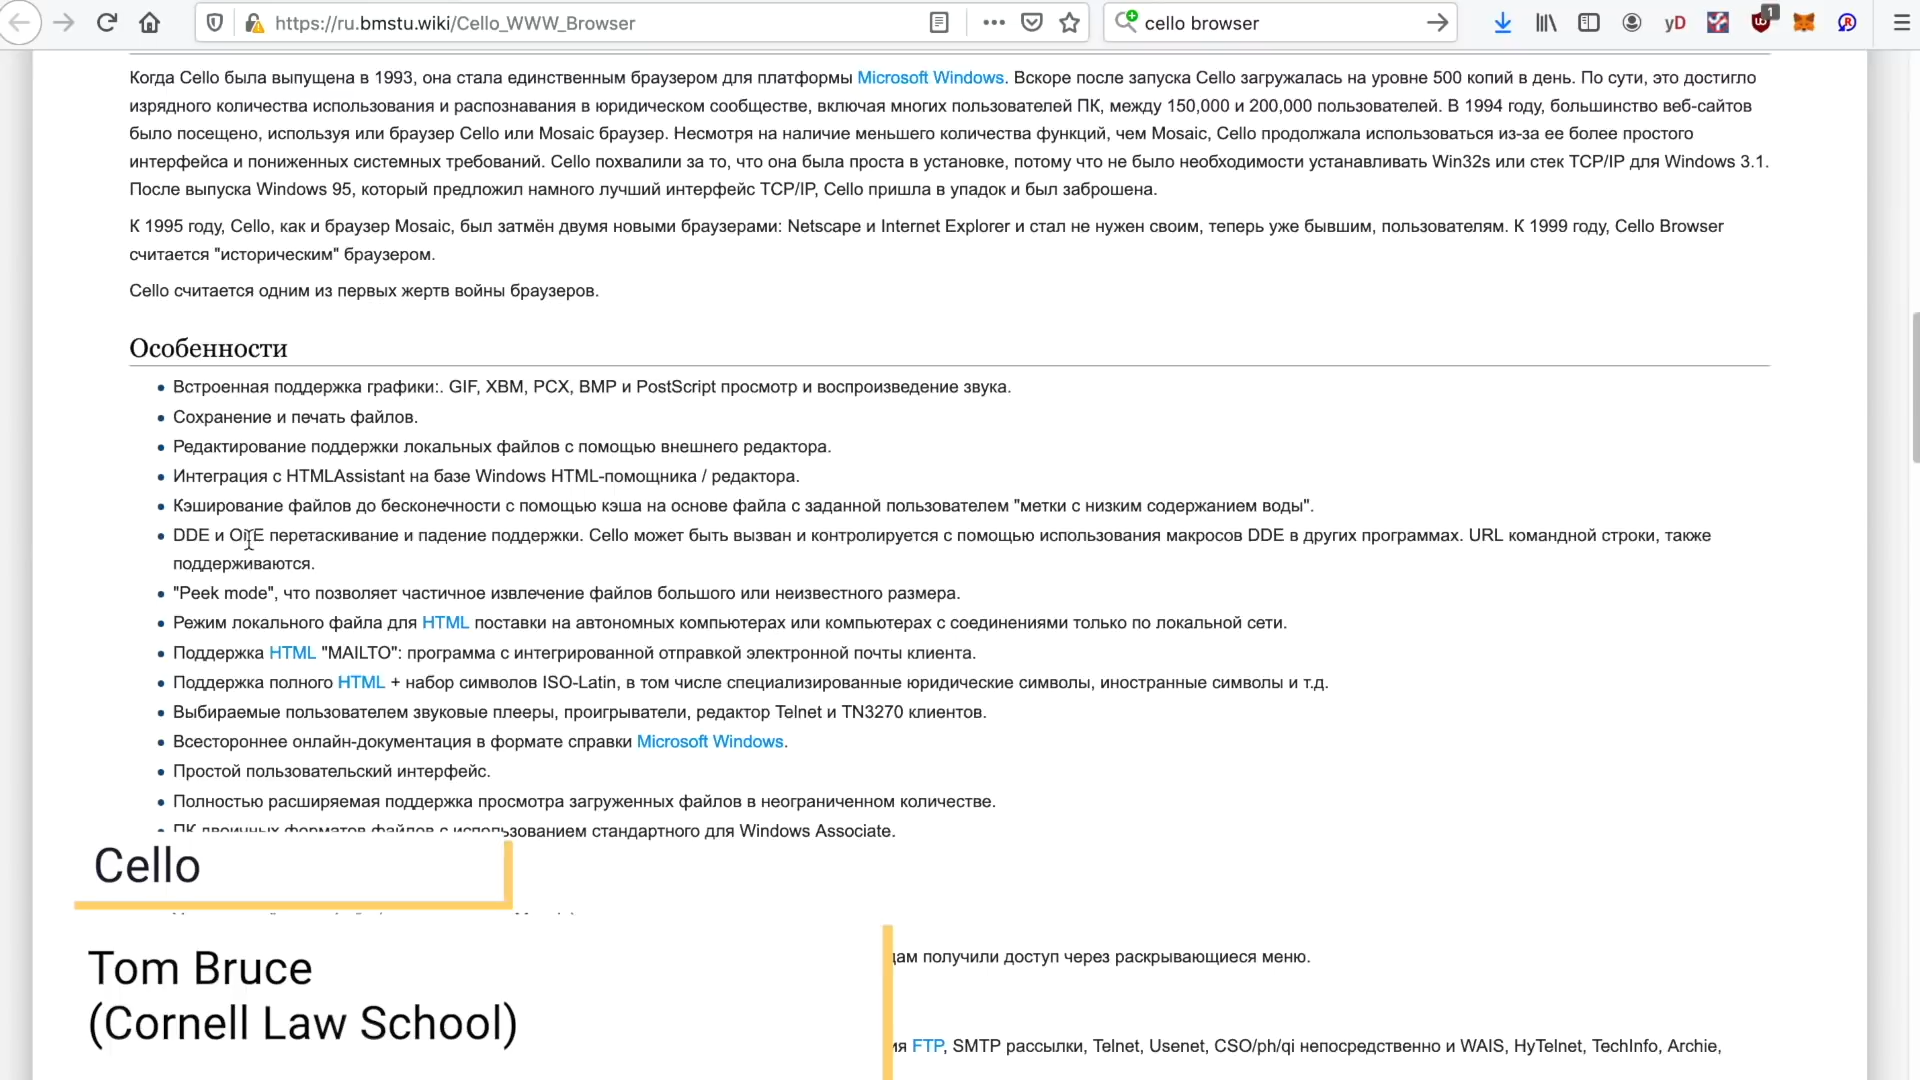 https://ru.bmstu.wiki/Cello_WWW_Browser
cello browser
yD
1
Когда Cello была выпущена в 1993, она стала единственным браузером для платформы Microsoft Windows. Вскоре после запуска Cello загружалась на уровне 500 копий в день. По сути, это достигло
изрядного количества использования и распознавания в юридическом сообществе, включая многих пользователей ПК, между 150,000 и 200,000 пользователей. В 1994 году, большинство веб-сайтов
было посещено, используя или браузер Cello или Mosaic браузер. Несмотря на наличие меньшего количества функций, чем Mosaic, Cello продолжала использоваться из-за ее более простого
интерфейса и пониженных системных требований. Cello похвалили за то, что она была проста в установке, потому что не было необходимости устанавливать Win32s или стек TCP/IP для Windows 3.1.
После выпуска Windows 95, который предложил намного лучший интерфейс TCP/IP, Cello пришла в упадок и был заброшена.
К 1995 году, Cello, как и браузер Mosaic, был затмён двумя новыми браузерами: Netscape и Internet Explorer и стал не нужен своим, теперь уже бывшим, пользователям. К 1999 году, Cello Browser
считается "историческим" браузером.
Cello считается одним из первых жертв войны браузеров.
Особенности
Встроенная поддержка графики:. GIF, XBM, PCX, BMP и PostScript просмотр и воспроизведение звука.
Сохранение и печать файлов.
Редактирование поддержки локальных файлов с помощью внешнего редактора.
Интеграция с HTMLAssistant на базе Windows HTML-помощника / редактора.
Кэширование файлов до бесконечности с помощью кэша на основе файла с заданной пользователем "метки с низким содержанием воды".
DDE и OLE перетаскивание и падение поддержки. Cello может быть вызван и контролируется с помощью использования макросов DDE в других программах. URL командной строки, также
поддерживаются.
"Peek mode", что позволяет частичное извлечение файлов большого или неизвестного размера.
Режим локального файла для HTML поставки на автономных компьютерах или компьютерах с соединениями только по локальной сети.
Поддержка HTML "MAILTO": программа с интегрированной отправкой электронной почты клиента.
Поддержка полного HTML + набор символов ISO-Latin, в том числе специализированные юридические символы, иностранные символы и т.д.
Выбираемые пользователем звуковые плееры, проигрыватели, редактор Telnet и TN3270 клиентов.
Всестороннее онлайн-документация в формате справки Microsoft Windows.
Простой пользовательский интерфейс.
Полностью расширяемая поддержка просмотра загруженных файлов в неограниченном количестве.
ПК двоичных форматов файлов с использованием стандартного для Windows Associate.
Cello
Tom Bruce
(Cornell Law School)
получили доступ через раскрывающиеся меню.
FTP, SMTP рассылки, Telnet, Usenet, CSO/ph/qi непосредственно и WAIS, HyTelnet, TechInfo, Archie,